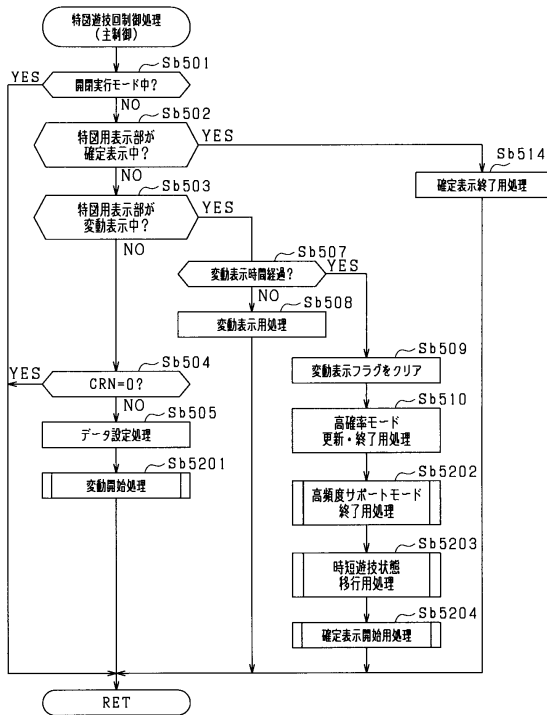 特図遊技回制御処理
(主制御)
Sb501
YES
開閉実行モード中?
NO
Sb502
特図用表示部が
確定表示中?
YES
Sb514
確定表示終了用処理
NO
Sb503
特図用表示部が
変動表示中?
YES
NO
Sb507
変動表示時間経過?
YES
NO
Sb508
変動表示用処理
Sb509
変動表示フラグをクリア
Sb504
YES
CRN=0?
NO
Sb505
データ設定処理
Sb510
高確率モード
更新・終了用処理
Sb5201
変動開始処理
Sb5202
高頻度サポートモード
終了用処理
Sb5203
時短遊技状態
移行用処理
Sb5204
確定表示開始用処理
RET